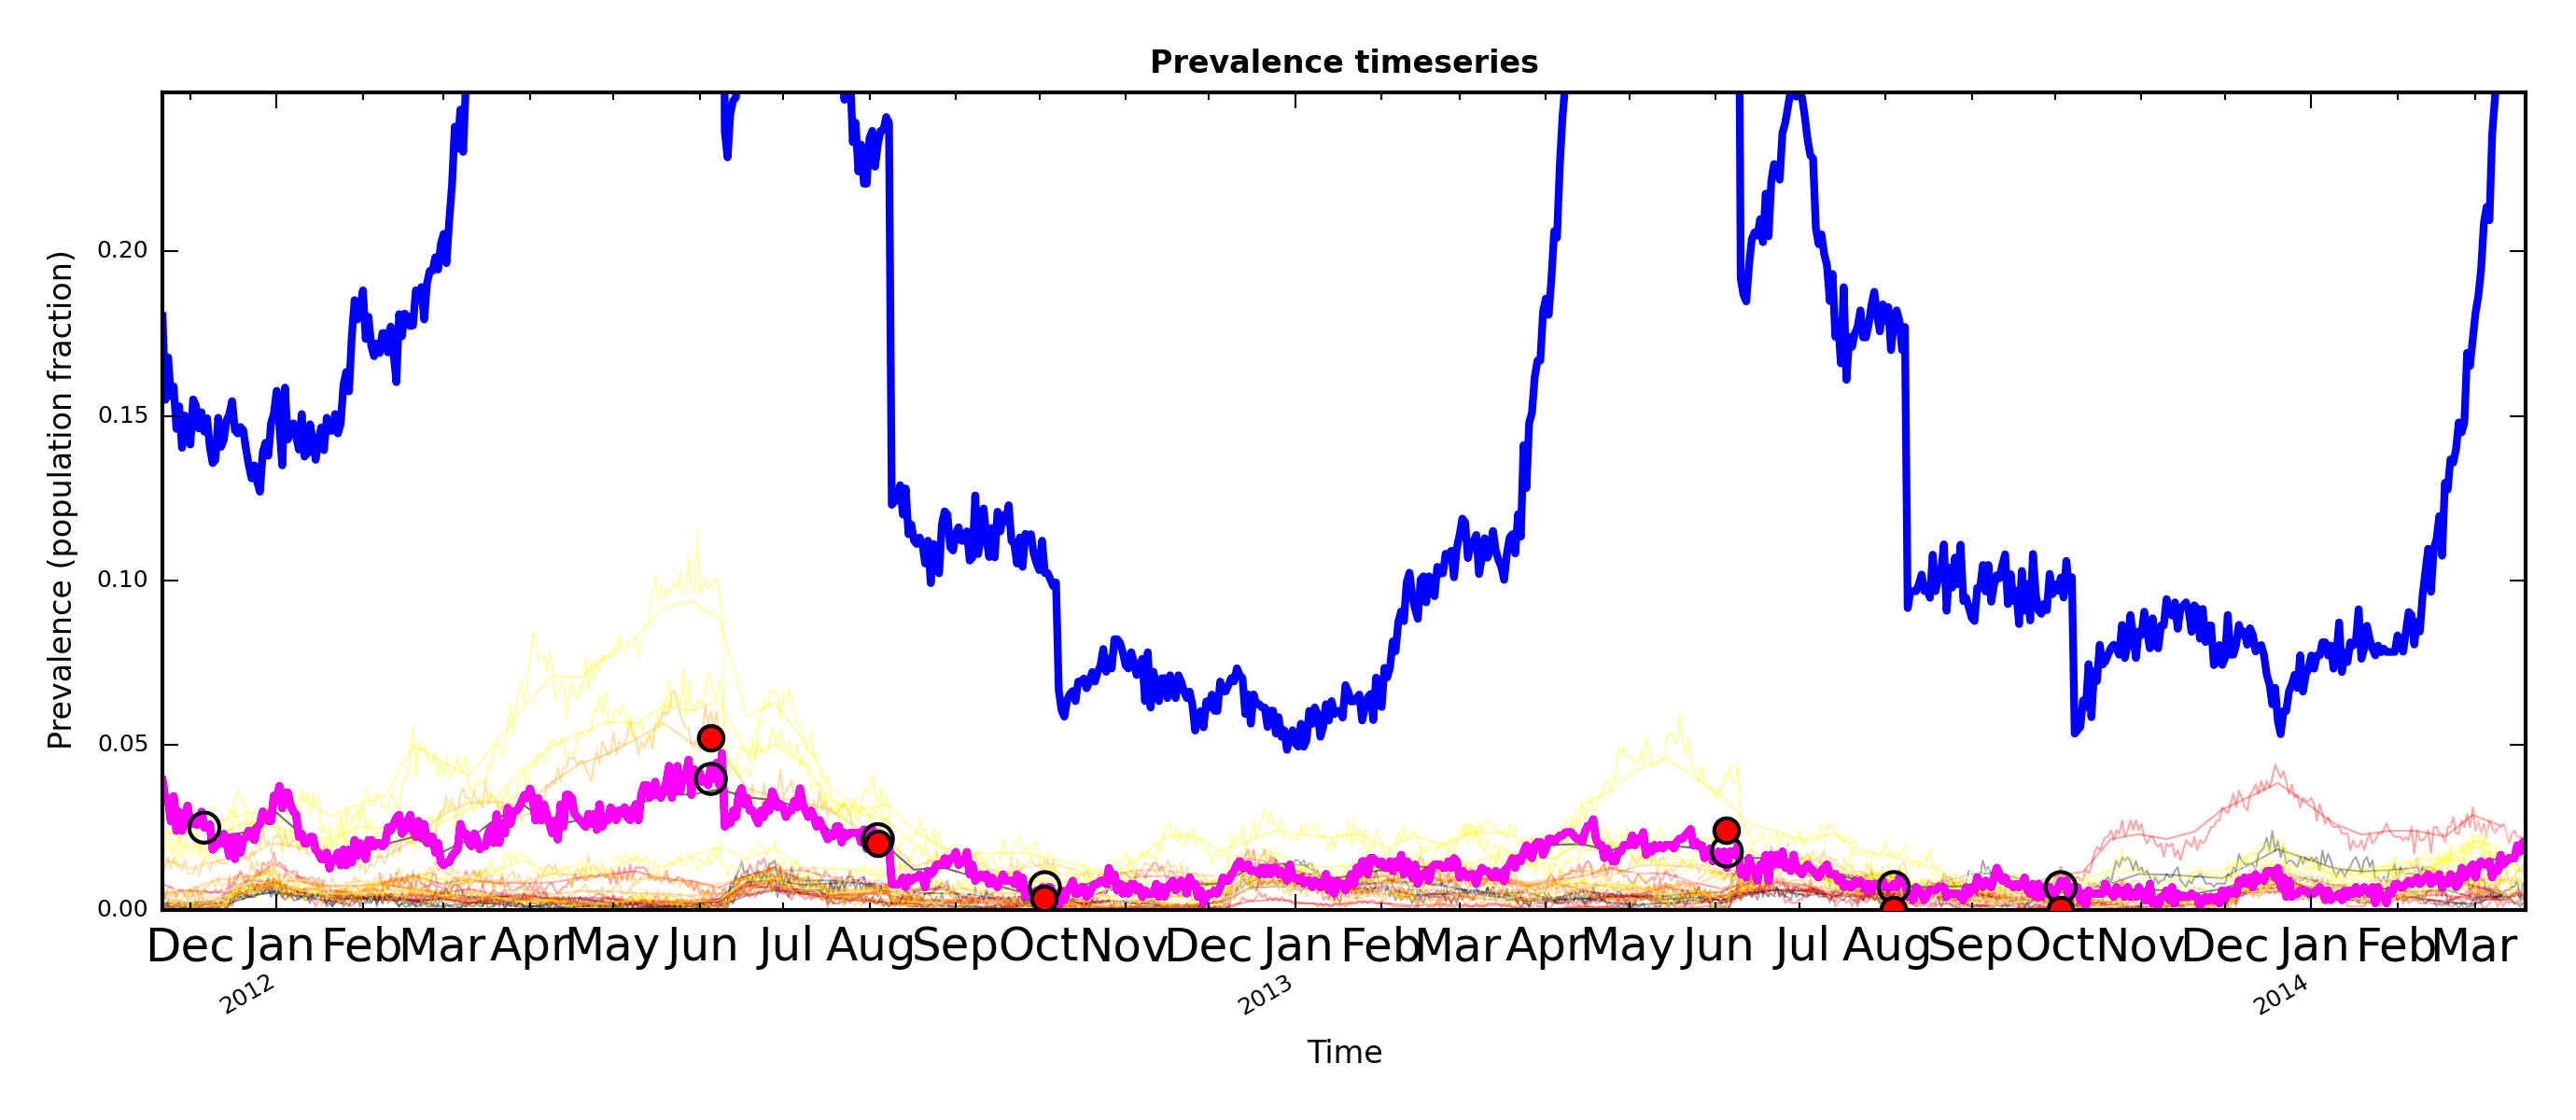 Prevalence timeseries
Prevalence (population fraction)
0.20
0.15
0.10
0.05
0.00
Dec Jan Feb Mar Apr May Jun Jul Aug Sep Oct Nov Dec Jan Feb Mar Apr May Jun Jul Aug Sep Oct Nov Dec Jan Feb Mar
2012 2013 2014
Time